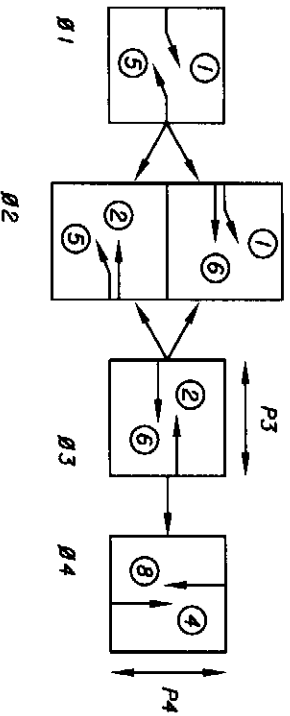 ①
⑤
Ø1
①
⑥
②
⑤
Ø2
P3
②
⑥
Ø3
④
⑧
P4
Ø4